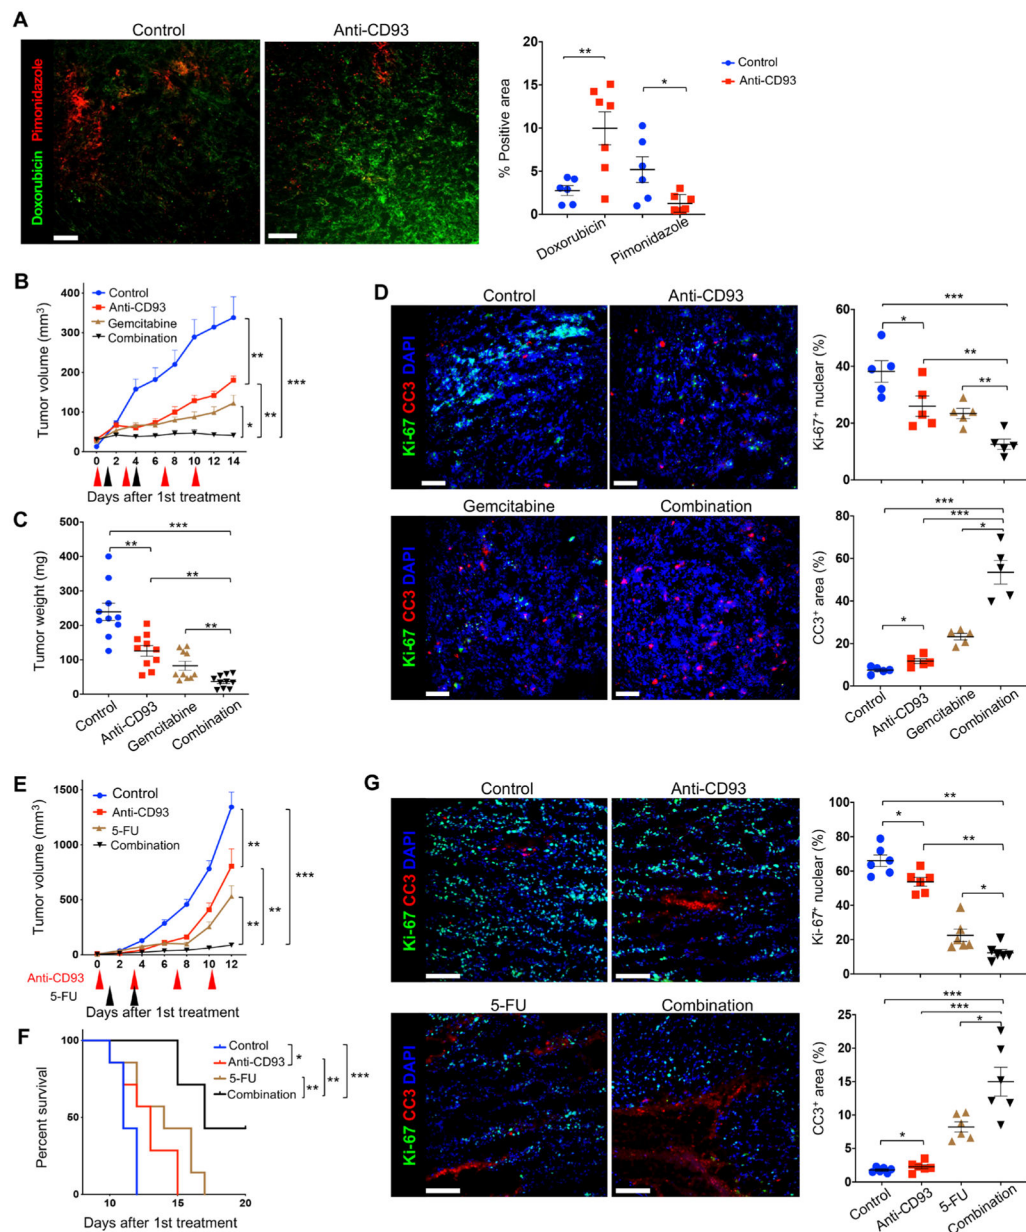 A
Control
Anti-CD93
Doxorubicin Pimonidazole
% Positive area
20
15
10
5
0
**
*
Control
Anti-CD93
Doxorubicin
Pimonidazole
B
Tumor volume (mm³)
400
300
200
100
0
Control
Anti-CD93
Gemcitabine
Combination
**
***
**
*
0 2 4 6 8 10 12 14
Days after 1st treatment
C
Tumor weight (mg)
500
400
300
200
100
0
***
**
**
**
Control
Anti-CD93
Gemcitabine
Combination
D
Control
Anti-CD93
Ki-67 CC3 DAPI
Gemcitabine
Combination
Ki-67 CC3 DAPI
Ki-67⁺ nuclear (%)
60
40
20
0
***
*
**
**
CC3⁺ area (%)
80
60
40
20
0
***
***
*
*
Control
Anti-CD93
Gemcitabine
Combination
E
Tumor volume (mm³)
1500
1000
500
0
Control
Anti-CD93
5-FU
Combination
**
***
**
**
0 2 4 6 8 10 12
Anti-CD93
5-FU
Days after 1st treatment
F
Percent survival
100
50
0
Control
Anti-CD93
5-FU
Combination
*
**
**
***
10 15 20
Days after 1st treatment
G
Control
Anti-CD93
Ki-67 CC3 DAPI
5-FU
Combination
Ki-67 CC3 DAPI
Ki-67⁺ nuclear (%)
100
80
60
40
20
0
**
*
**
*
CC3⁺ area (%)
25
20
15
10
5
0
***
***
*
*
Control
Anti-CD93
5-FU
Combination